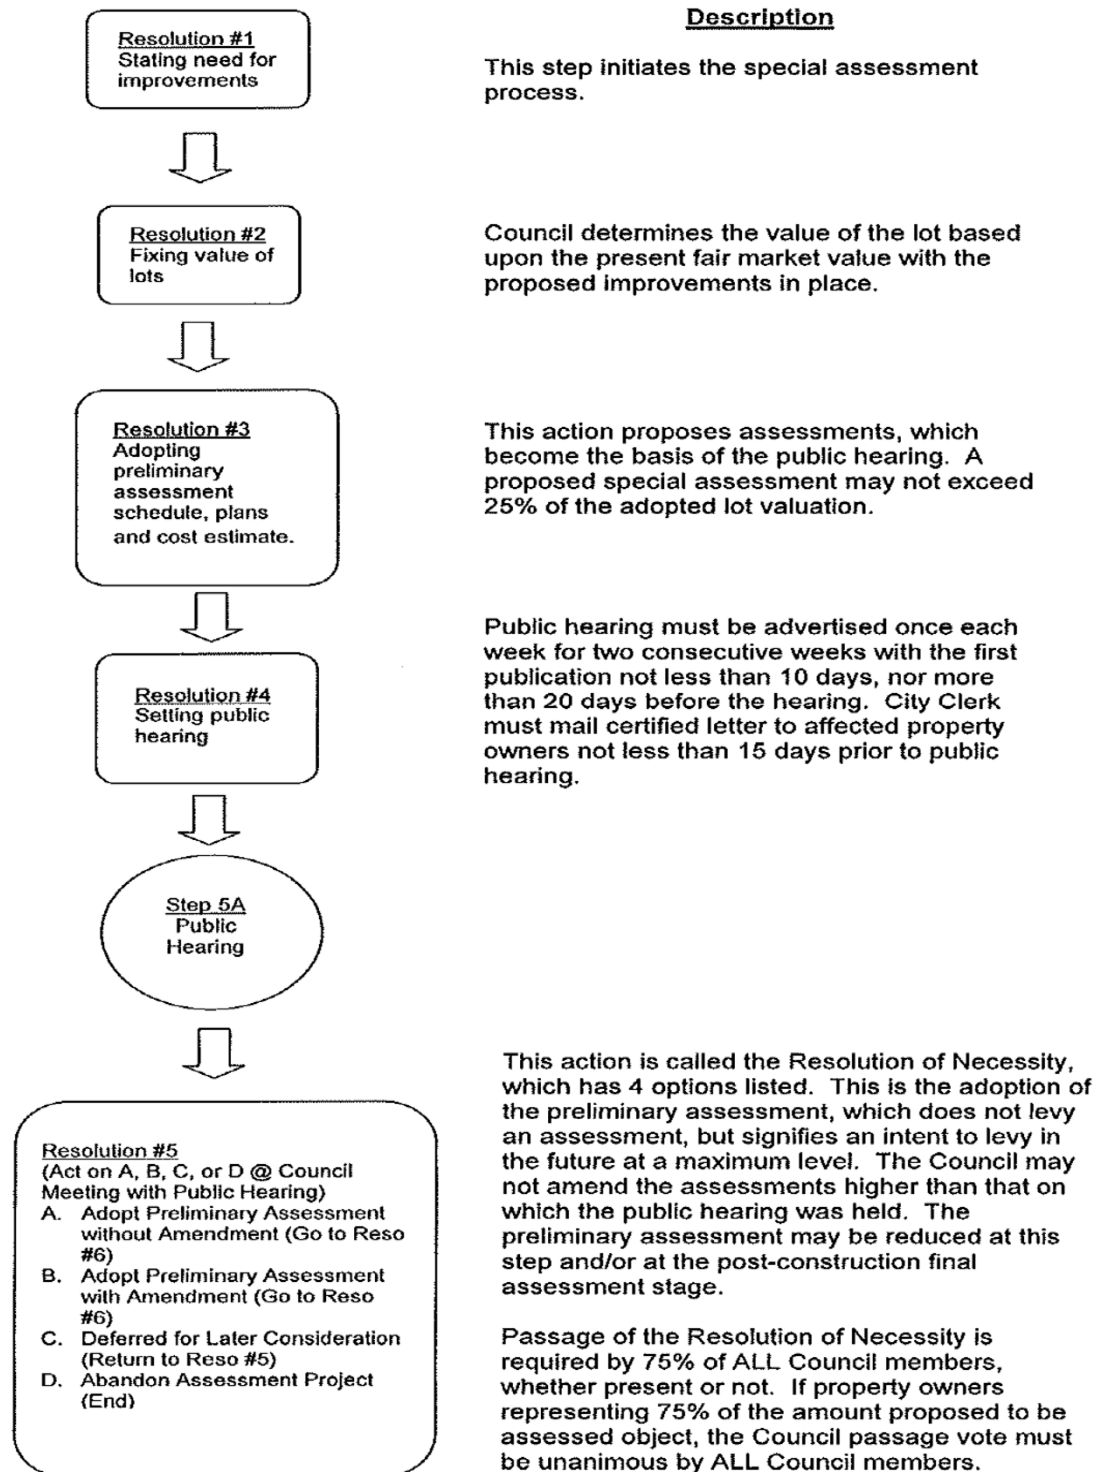 Description
Resolution #1
Stating need for
improvements
This step initiates the special assessment
process.
Resolution #2
Fixing value of
lots
Council determines the value of the lot based
upon the present fair market value with the
proposed improvements in place.
Resolution #3
Adopting
preliminary
assessment
schedule, plans
and cost estimate.
This action proposes assessments, which
become the basis of the public hearing.  A
proposed special assessment may not exceed
25% of the adopted lot valuation.
Resolution #4
Setting public
hearing
Public hearing must be advertised once each
week for two consecutive weeks with the first
publication not less than 10 days, nor more
than 20 days before the hearing.  City Clerk
must mail certified letter to affected property
owners not less than 15 days prior to public
hearing.
Step 5A
Public
Hearing
Resolution #5
(Act on A, B, C, or D @ Council
Meeting with Public Hearing)
A. Adopt Preliminary Assessment
without Amendment (Go to Reso
#6)
B. Adopt Preliminary Assessment
with Amendment (Go to Reso
#6)
C. Deferred for Later Consideration
(Return to Reso #5)
D. Abandon Assessment Project
(End)
This action is called the Resolution of Necessity,
which has 4 options listed.  This is the adoption of
the preliminary assessment, which does not levy
an assessment, but signifies an intent to levy in
the future at a maximum level.  The Council may
not amend the assessments higher than that on
which the public hearing was held.  The
preliminary assessment may be reduced at this
step and/or at the post-construction final
assessment stage.
Passage of the Resolution of Necessity is
required by 75% of ALL Council members,
whether present or not.  If property owners
representing 75% of the amount proposed to be
assessed object, the Council passage vote must
be unanimous by ALL Council members.